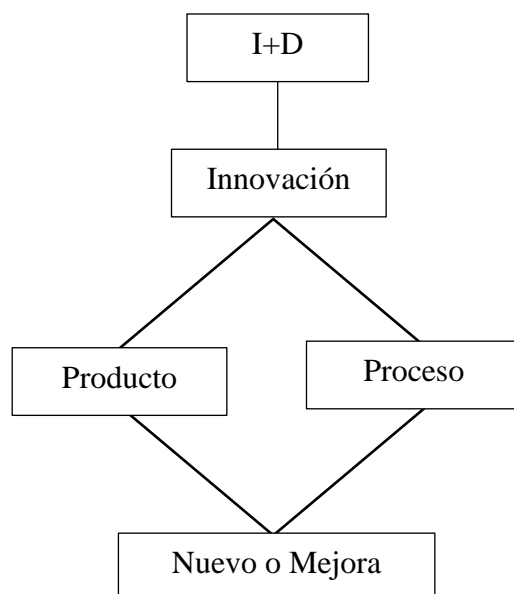 I+D
Innovación
Producto
Proceso
Nuevo o Mejora